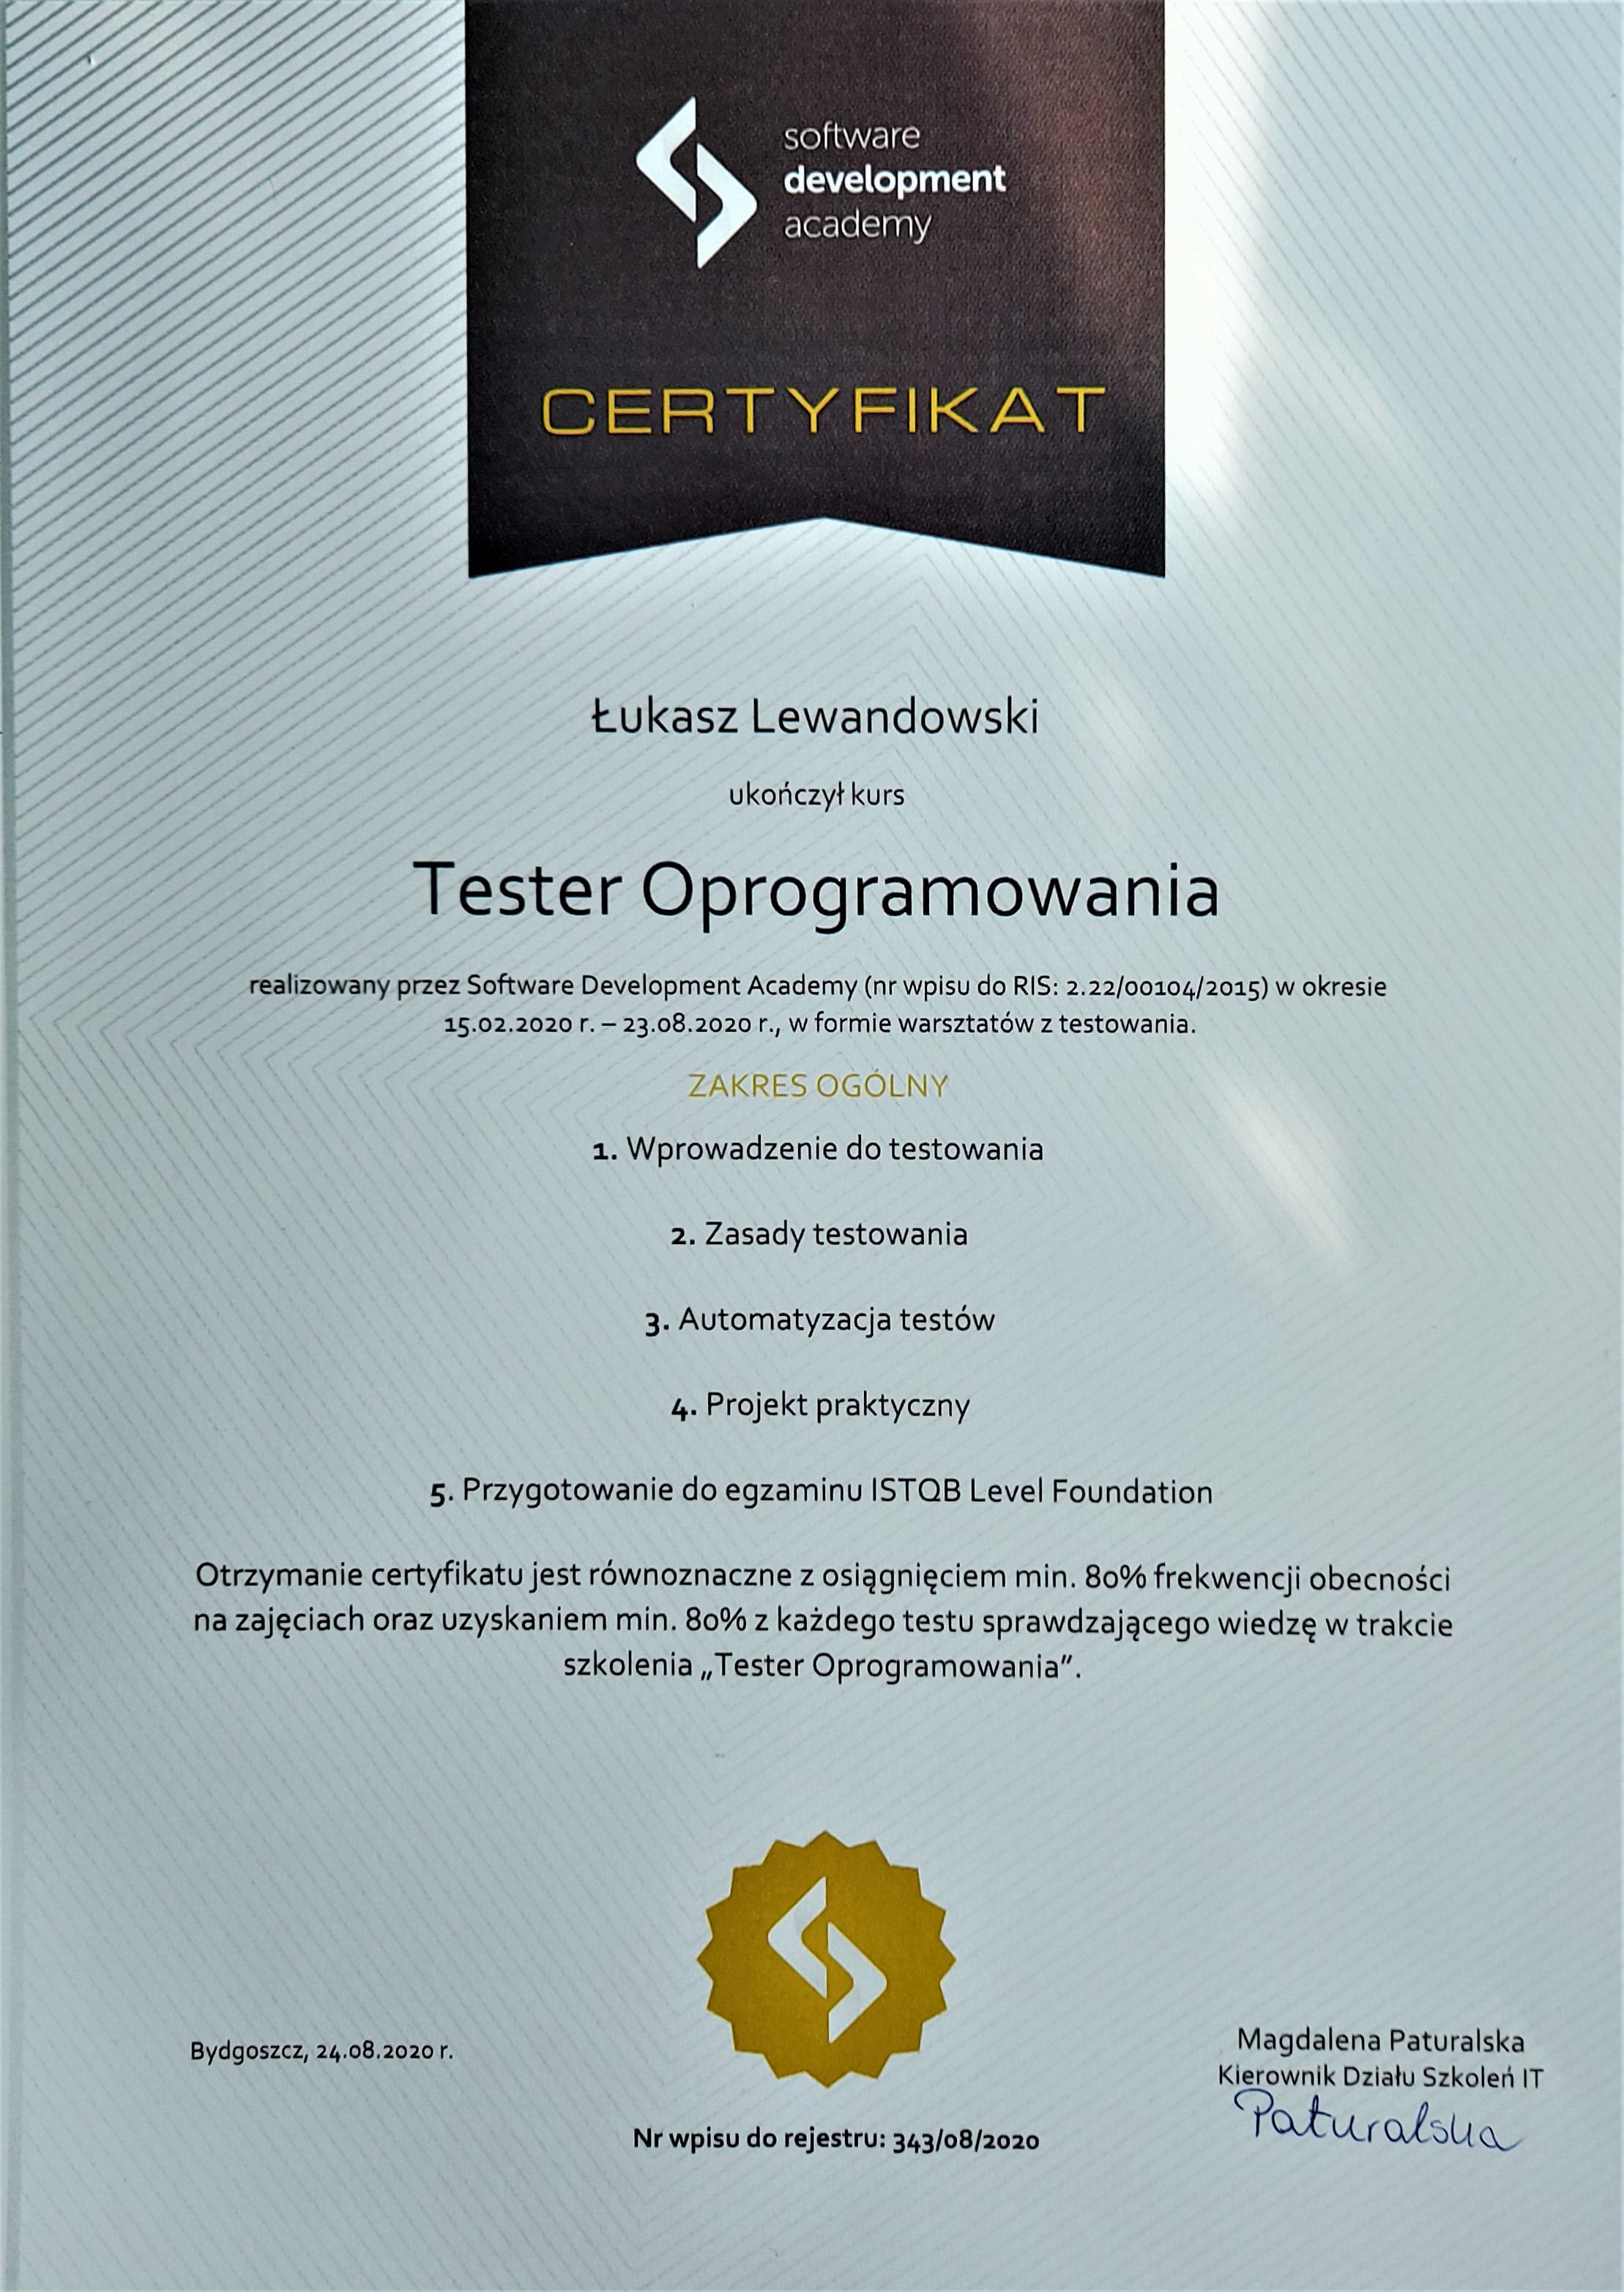 software
development
academy
CERTYFIKAT
Łukasz Lewandowski
ukończył kurs
Tester Oprogramowania
realizowany przez Software Development Academy (nr wpisu do RIS: 2.22/00104/2015) w okresie
15.02.2020 r. – 23.08.2020 r., w formie warsztatów z testowania.
ZAKRES OGÓLNY
1. Wprowadzenie do testowania
2. Zasady testowania
3. Automatyzacja testów
4. Projekt praktyczny
5. Przygotowanie do egzaminu ISTQB Level Foundation
Otrzymanie certyfikatu jest równoznaczne z osiągnięciem min. 80% frekwencji obecności
na zajęciach oraz uzyskaniem min. 80% z każdego testu sprawdzającego wiedzę w trakcie
szkolenia „Tester Oprogramowania”.
Bydgoszcz, 24.08.2020 r.
Magdalena Paturalska
Kierownik Działu Szkoleń IT
Paturalska
Nr wpisu do rejestru: 343/08/2020